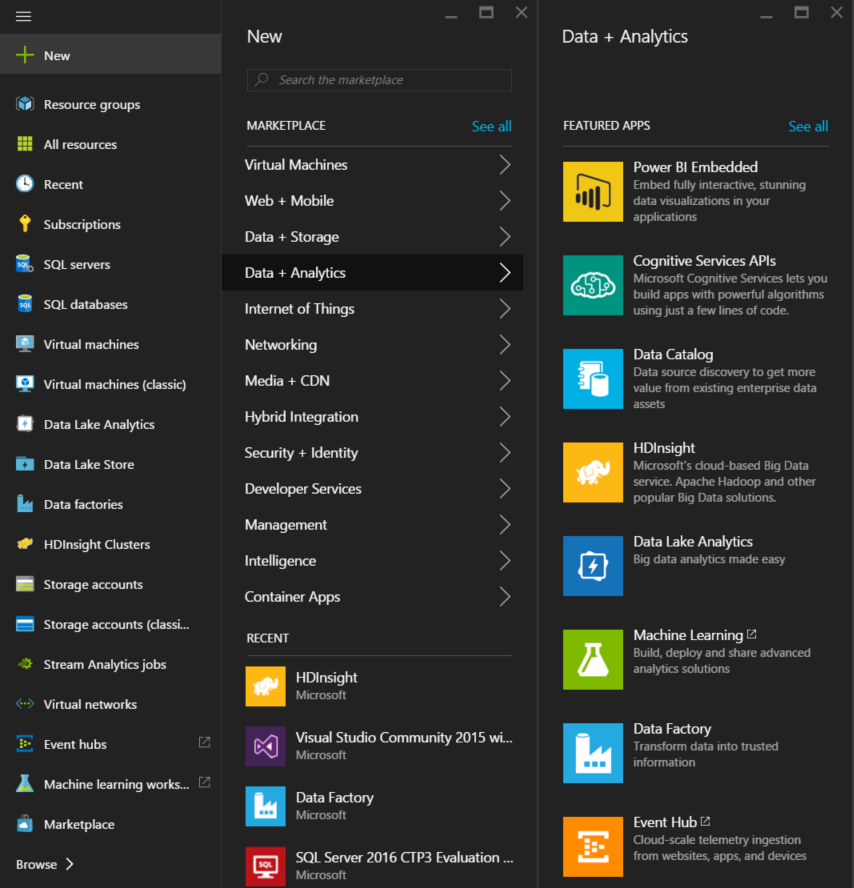 New
Resource groups
All resources
Recent
Subscriptions
SQL servers
SQL databases
Virtual machines
Virtual machines (classic)
Data Lake Analytics
Data Lake Store
Data factories
HDInsight Clusters
Storage accounts
Storage accounts (classi...
Stream Analytics jobs
Virtual networks
Event hubs
Machine learning works...
Marketplace
Browse
New
Search the marketplace
MARKETPLACE
See all
Virtual Machines
Web + Mobile
Data + Storage
Data + Analytics
Internet of Things
Networking
Media + CDN
Hybrid Integration
Security + Identity
Developer Services
Management
Intelligence
Container Apps
RECENT
HDInsight
Microsoft
Visual Studio Community 2015 wi...
Microsoft
Data Factory
Microsoft
SQL
SQL Server 2016 CTP3 Evaluation ...
Microsoft
Data + Analytics
FEATURED APPS
See all
Power BI Embedded
Embed fully interactive, stunning
data visualizations in your
applications
Cognitive Services APIs
Microsoft Cognitive Services lets you
build apps with powerful algorithms
using just a few lines of code.
Data Catalog
Data source discovery to get more
value from existing enterprise data
assets
HDInsight
Microsoft's cloud-based Big Data
service. Apache Hadoop and other
popular Big Data solutions.
Data Lake Analytics
Big data analytics made easy
Machine Learning
Build, deploy and share advanced
analytics solutions
Data Factory
Transform data into trusted
information
Event Hub
Cloud-scale telemetry ingestion
from websites, apps, and devices